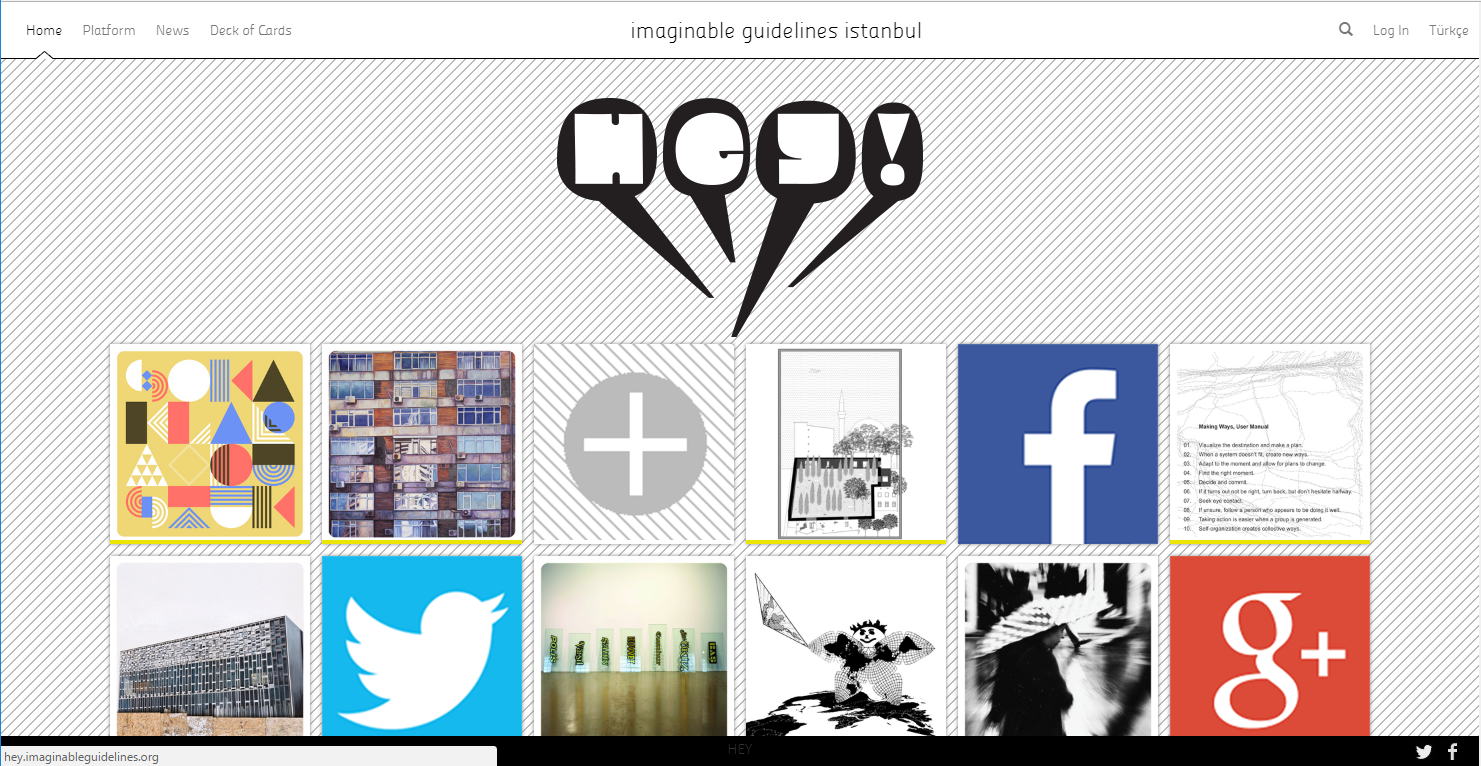 Home Platform News Deck of Cards imaginable guidelines istanbul Log In Türkçe
Hey!
f
Making Ways, User Manual
01. Visualize the destination and make a plan.
02. When a system doesn't fit, create new ways.
03. Adapt to the moment and allow for plans to change.
04. Find the right moment.
05. Decide and commit.
06. If it turns out not be right, turn back, but don't hesitate halfway.
07. Seek eye contact.
08. If unsure, follow a person who appears to be doing it well.
09. Taking action is easier when a group is generated.
10. Self organization creates collective ways.
g+
HEY
hey.imaginableguidelines.org